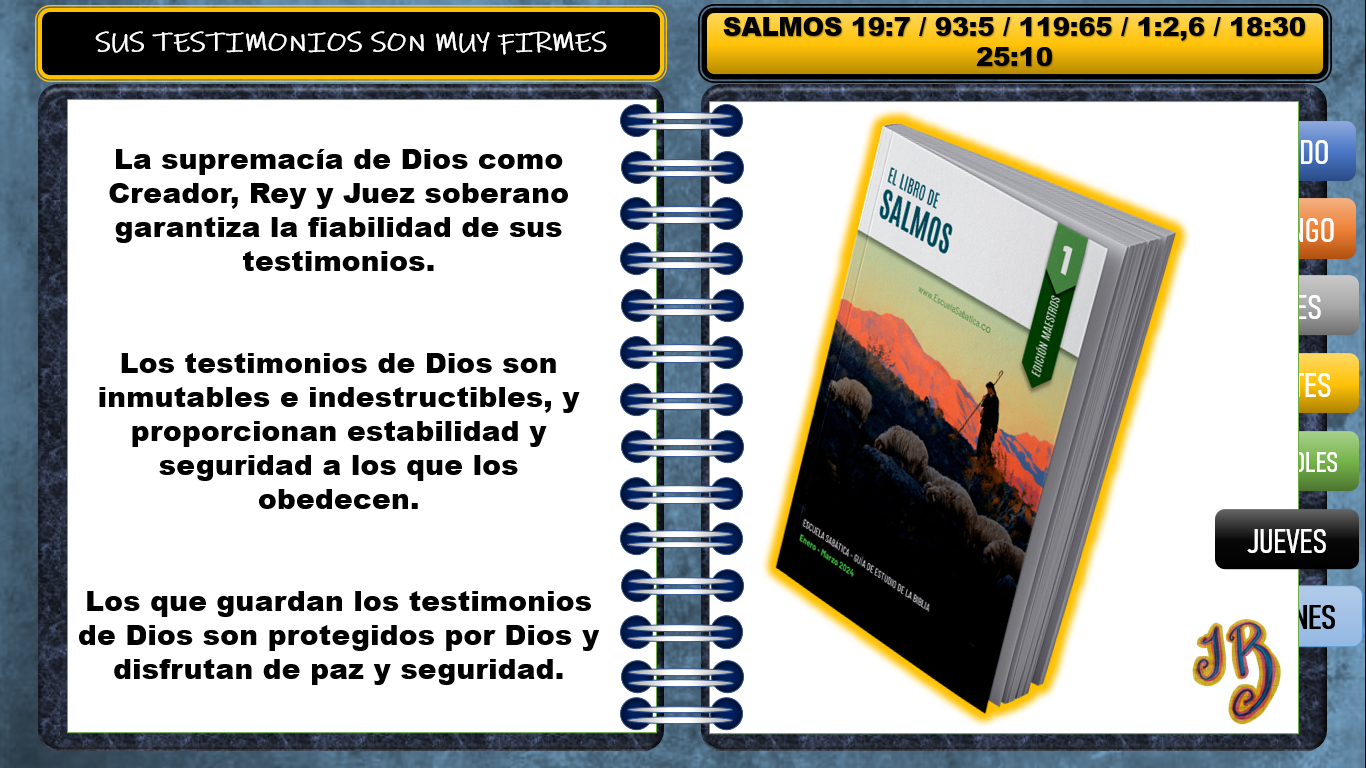 SUS TESTIMONIOS SON MUY FIRMES
SALMOS 19:7 / 93:5 / 119:65 / 1:2,6 / 18:30
25:10
La supremacía de Dios como
Creador, Rey y Juez soberano
garantiza la fiabilidad de sus
testimonios.
Los testimonios de Dios son
inmutables e indestructibles, y
proporcionan estabilidad y
seguridad a los que los
obedecen.
Los que guardan los testimonios
de Dios son protegidos por Dios y
disfrutan de paz y seguridad.
EL LIBRO DE
SALMOS
1
EDICIÓN MAESTROS
www.EscuelaSabatica.co
ESCUELA SABÁTICA - GUÍA DE ESTUDIO DE LA BIBLIA
Enero - Marzo 2024
DO
NGO
ES
TES
OLES
JUEVES
NES
JB